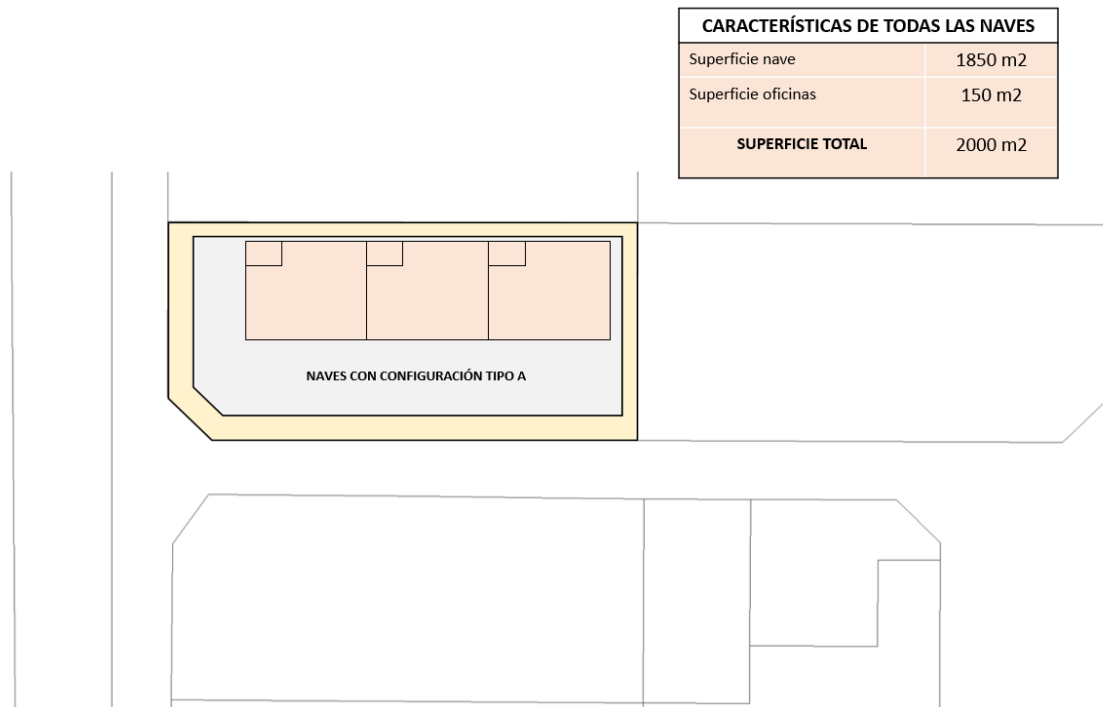 CARACTERÍSTICAS DE TODAS LAS NAVES
Superficie nave 1850 m2
Superficie oficinas 150 m2
SUPERFICIE TOTAL 2000 m2
NAVES CON CONFIGURACIÓN TIPO A